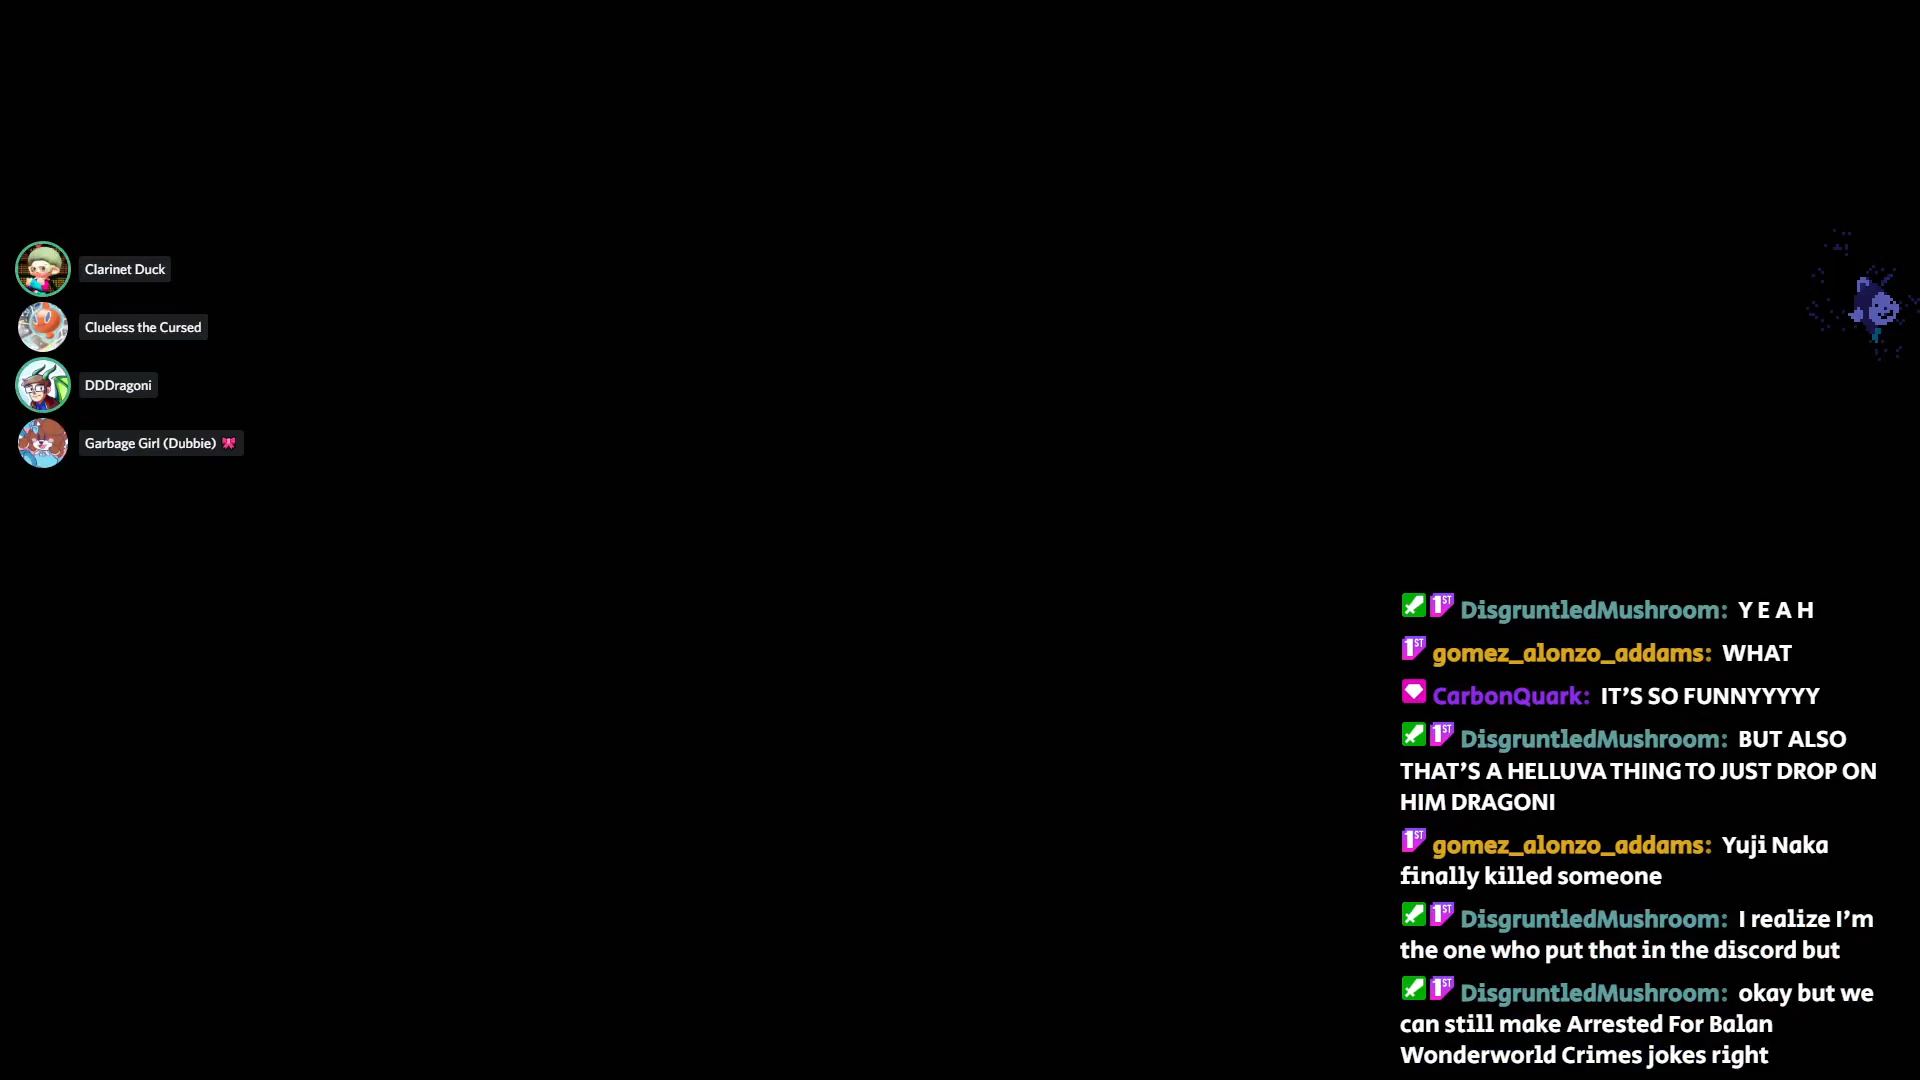 Clarinet Duck
Clueless the Cursed
DDDragoni
Garbage Girl (Dubbie) 🎀
DisgruntledMushroom: Y E A H
gomez_alonzo_addams: WHAT
CarbonQuark: IT'S SO FUNNYYYYY
DisgruntledMushroom: BUT ALSO
THAT'S A HELLUVA THING TO JUST DROP ON
HIM DRAGONI
gomez_alonzo_addams: Yuji Naka
finally killed someone
DisgruntledMushroom: I realize I'm
the one who put that in the discord but
DisgruntledMushroom: okay but we
can still make Arrested For Balan
Wonderworld Crimes jokes right